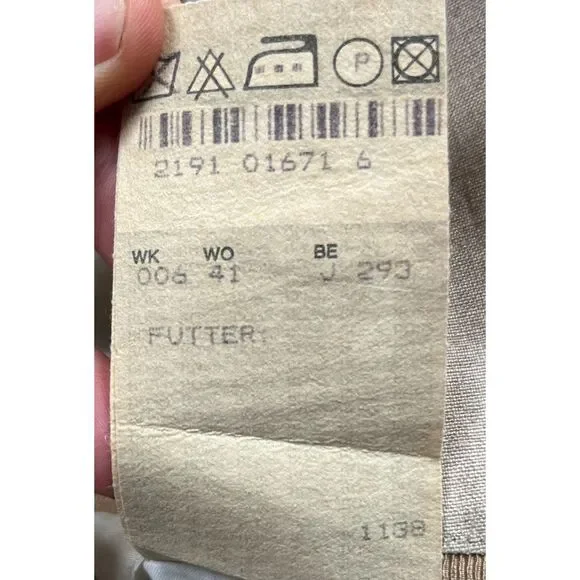 P
2191 01671 6
WK WO BE
006 41 J 293
FUTTER
1138